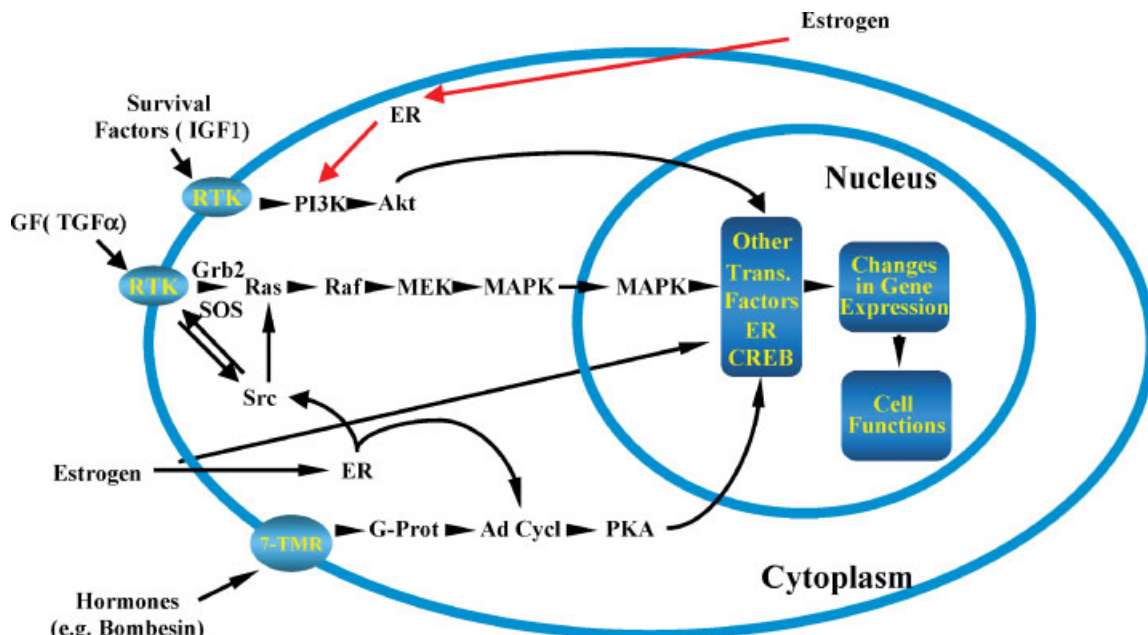 Estrogen
Survival
Factors ( IGF1)
ER
RTK
PI3K
Akt
Nucleus
GF( TGFα)
RTK
Grb2
SOS
Ras
Raf
MEK
MAPK
MAPK
Other
Trans.
Factors
ER
CREB
Changes
in Gene
Expression
Cell
Functions
Src
Estrogen
ER
7-TMR
G-Prot
Ad Cycl
PKA
Cytoplasm
Hormones
(e.g. Bombesin)